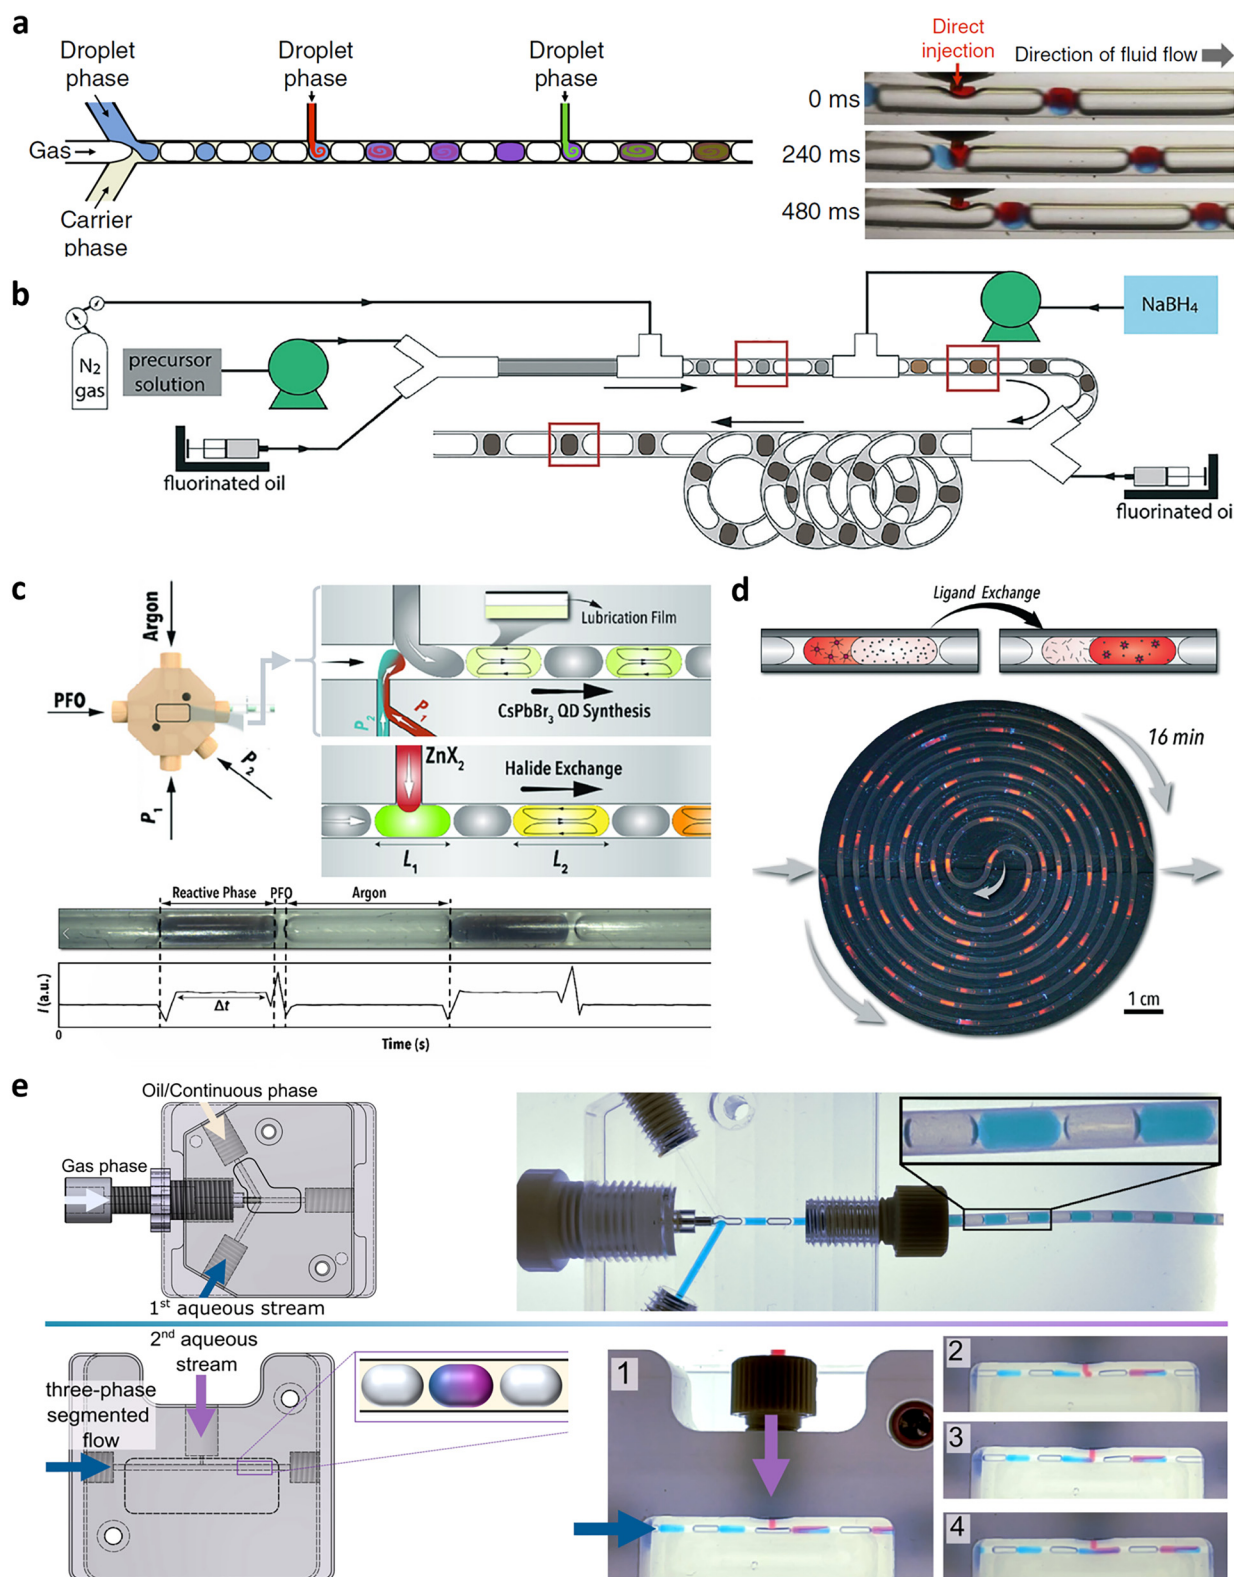 a
Droplet
phase
Droplet
phase
Droplet
phase
Gas
Carrier
phase
Direct
injection
Direction of fluid flow
0 ms
240 ms
480 ms
b
N2
gas
precursor
solution
fluorinated oil
NaBH4
fluorinated oi
c
Argon
PFO
P2
P1
Lubrication Film
P2
P1
CsPbBr3 QD Synthesis
ZnX2
Halide Exchange
L1
L2
Reactive Phase
PFO
Argon
I (a.u.)
Δt
0
Time (s)
d
Ligand Exchange
16 min
1 cm
e
Oil/Continuous phase
Gas phase
1st aqueous stream
2nd aqueous
stream
three-phase
segmented
flow
1
2
3
4